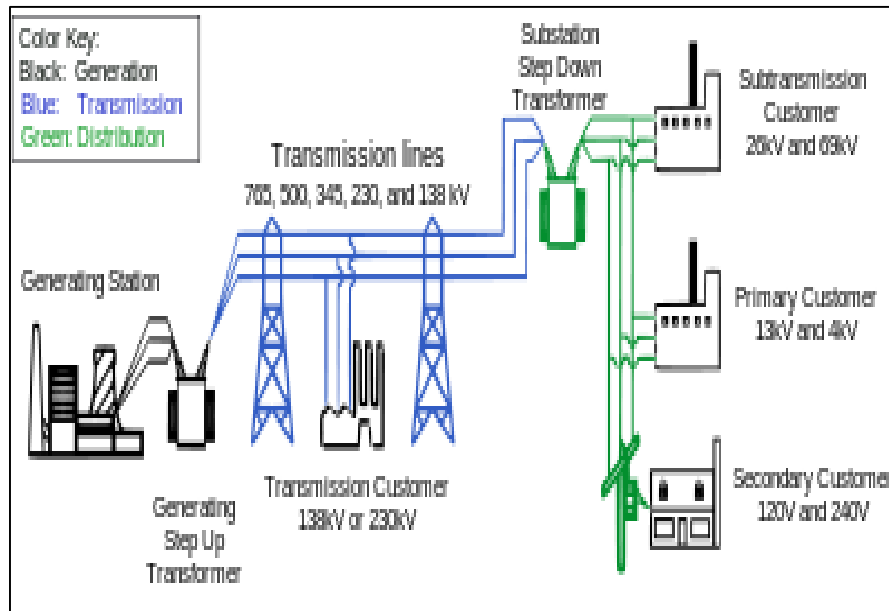 Color Key:
Black: Generation
Blue: Transmission
Green: Distribution
Substation
Step Down
Transformer
Subtransmission
Customer
26kV and 69kV
Transmission lines
765, 500, 345, 230, and 138 kV
Generating Station
Primary Customer
13kV and 4kV
Transmission Customer
138kV or 230kV
Generating
Step Up
Transformer
Secondary Customer
120V and 240V